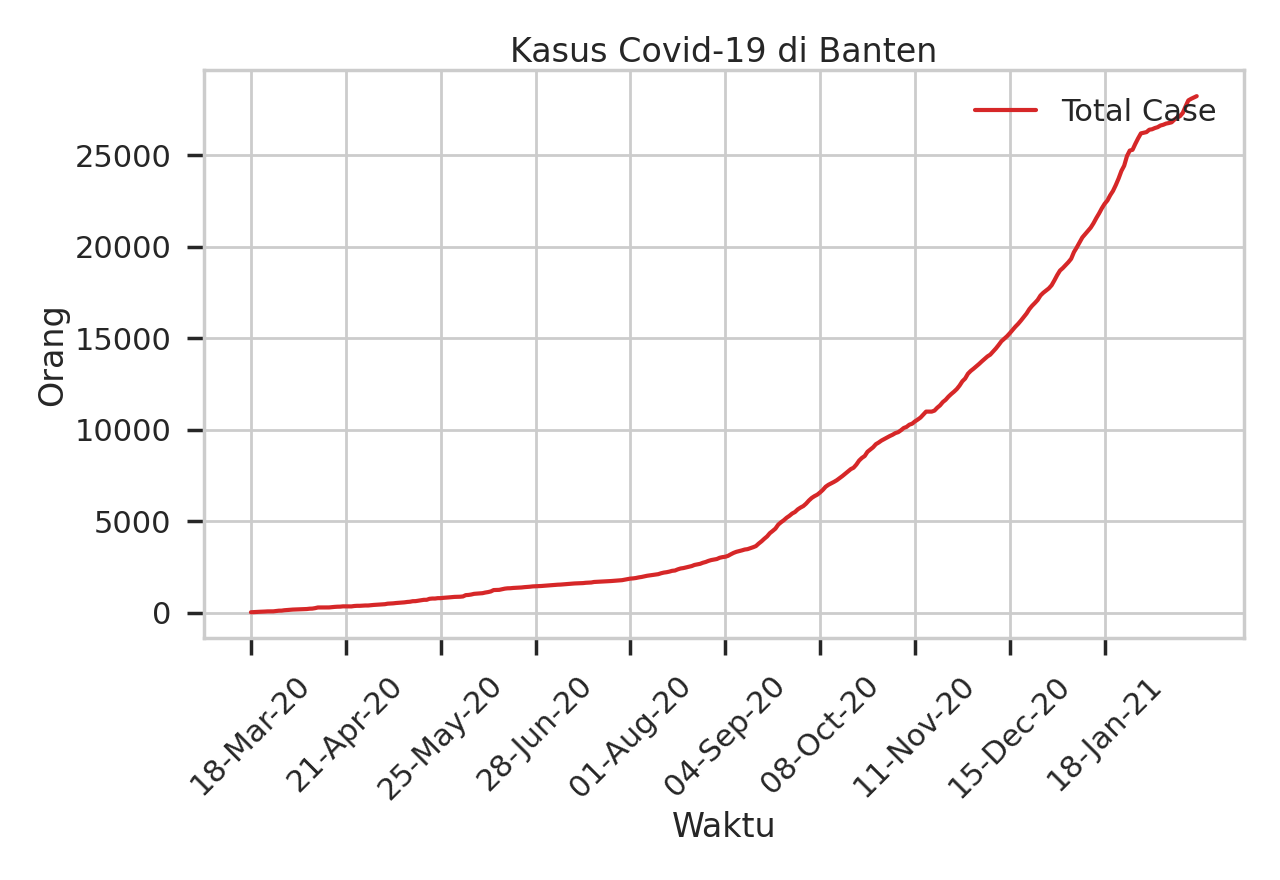 Kasus Covid-19 di Banten
Total Case
Orang
25000
20000
15000
10000
5000
0
18-Mar-20
21-Apr-20
25-May-20
28-Jun-20
01-Aug-20
04-Sep-20
08-Oct-20
11-Nov-20
15-Dec-20
18-Jan-21
Waktu